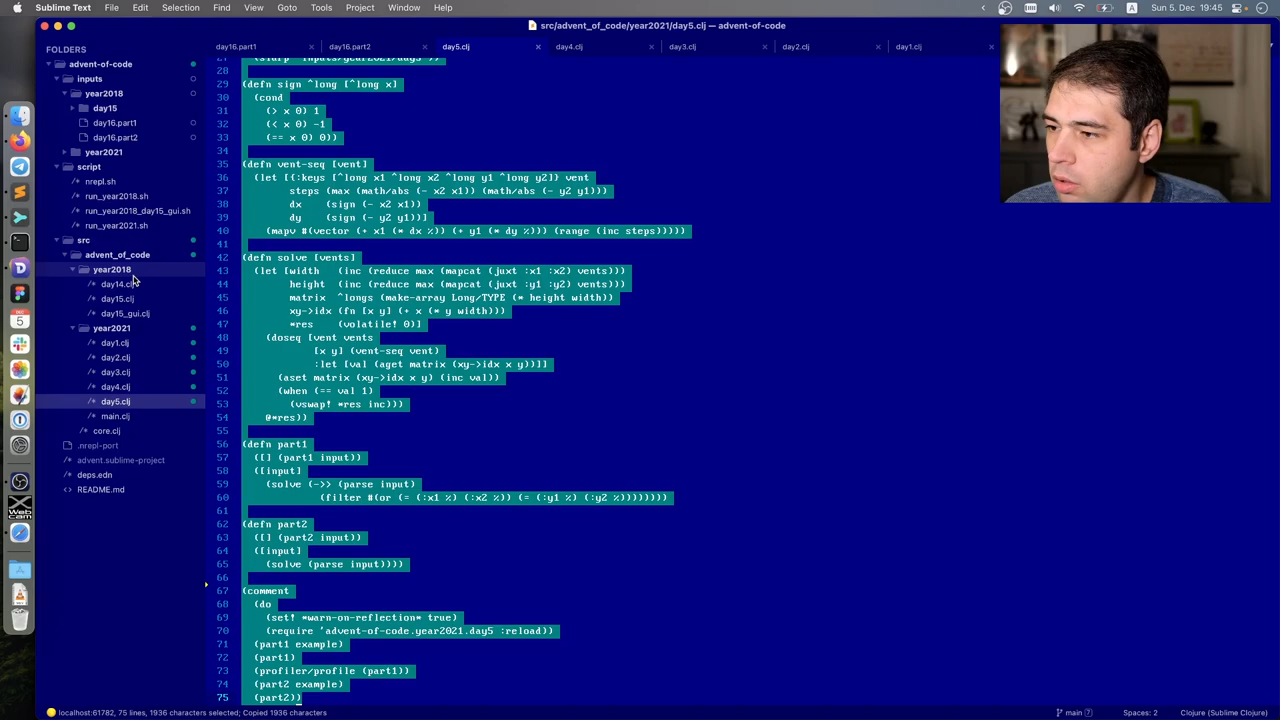 Sublime Text File Edit Selection Find View Goto Tools Project Window Help
Sun 5. Dec 19:45
src/advent_of_code/year2021/day5.clj — advent-of-code
FOLDERS
advent-of-code
inputs
year2018
day15
day16.part1
day16.part2
year2021
script
nrepl.sh
run_year2018.sh
run_year2018_day15_gui.sh
run_year2021.sh
src
advent_of_code
year2018
day14.clj
day15.clj
day15_gui.clj
year2021
day1.clj
day2.clj
day3.clj
day4.clj
day5.clj
main.clj
core.clj
.nrepl-port
advent.sublime-project
deps.edn
README.md
day16.part1 day16.part2 day5.clj day4.clj day3.clj day2.clj day1.clj
28
29 (defn sign ^long [^long x]
30 (cond
31 (> x 0) 1
32 (< x 0) -1
33 (== x 0) 0))
34
35 (defn vent-seq [vent]
36 (let [{:keys [^long x1 ^long x2 ^long y1 ^long y2]} vent
37 steps (max (math/abs (- x2 x1)) (math/abs (- y2 y1)))
38 dx (sign (- x2 x1))
39 dy (sign (- y2 y1))]
40 (mapv #(vector (+ x1 (* dx %)) (+ y1 (* dy %))) (range (inc steps)))))
41
42 (defn solve [vents]
43 (let [width (inc (reduce max (mapcat (juxt :x1 :x2) vents)))
44 height (inc (reduce max (mapcat (juxt :y1 :y2) vents)))
45 matrix ^longs (make-array Long/TYPE (* height width))
46 xy->idx (fn [x y] (+ x (* y width)))
47 *res (volatile! 0)]
48 (doseq [vent vents
49 [x y] (vent-seq vent)
50 :let [val (aget matrix (xy->idx x y))]]
51 (aset matrix (xy->idx x y) (inc val))
52 (when (== val 1)
53 (vswap! *res inc)))
54 @*res))
55
56 (defn part1
57 ([] (part1 input))
58 ([input]
59 (solve (->> (parse input)
60 (filter #(or (= (:x1 %) (:x2 %)) (= (:y1 %) (:y2 %))))))))
61
62 (defn part2
63 ([] (part2 input))
64 ([input]
65 (solve (parse input))))
66
67 (comment
68 (do
69 (set! *warn-on-reflection* true)
70 (require 'advent-of-code.year2021.day5 :reload))
71 (part1 example)
72 (part1)
73 (profiler/profile (part1))
74 (part2 example)
75 (part2))
localhost:61782, 75 lines, 1936 characters selected; Copied 1936 characters
main 7 Spaces: 2 Clojure (Sublime Clojure)
DEC
5
Web
cam